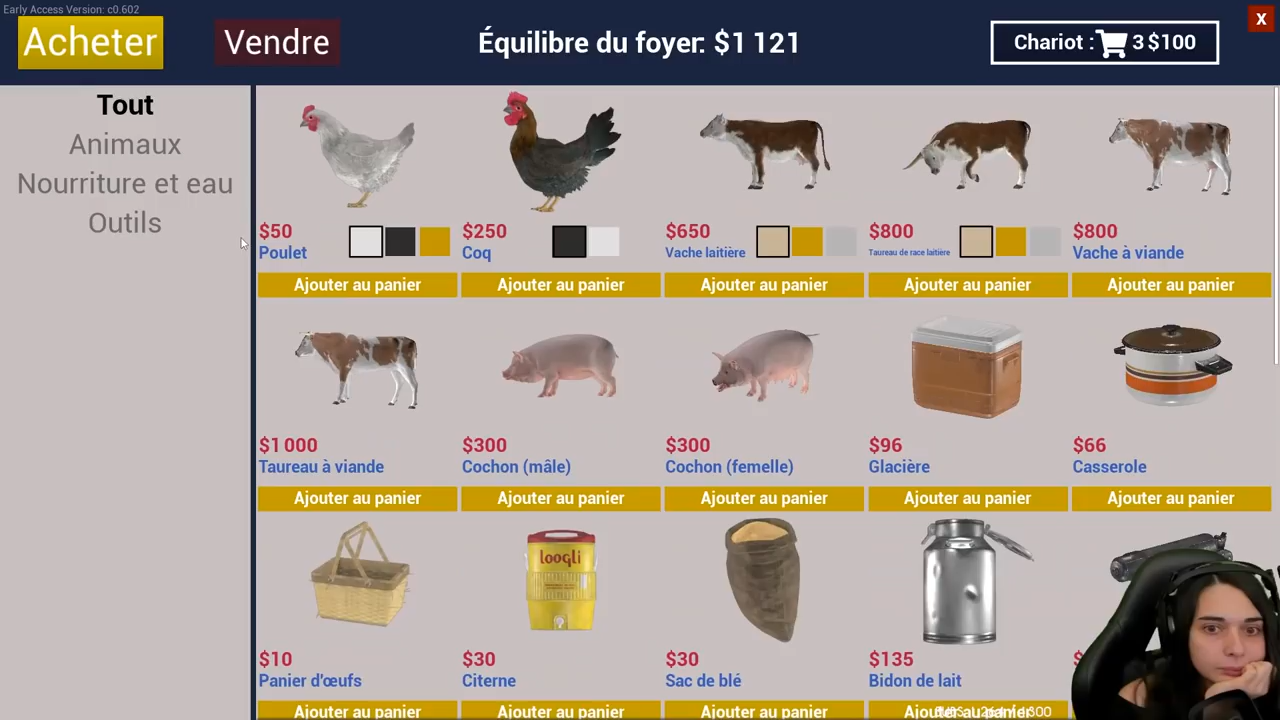 Early Access Version: c0.602
Acheter
Vendre
Équilibre du foyer: $1 121
Chariot : 3 $100
X
Tout
Animaux
Nourriture et eau
Outils
$50
Poulet
$250
Coq
$650
Vache laitière
$800
Taureau de race laitière
$800
Vache à viande
Ajouter au panier
Ajouter au panier
Ajouter au panier
Ajouter au panier
Ajouter au panier
$1 000
Taureau à viande
$300
Cochon (mâle)
$300
Cochon (femelle)
$96
Glacière
$66
Casserole
Ajouter au panier
Ajouter au panier
Ajouter au panier
Ajouter au panier
Ajouter au panier
loogli
$10
Panier d'œufs
$30
Citerne
$30
Sac de blé
$135
Bidon de lait
$
Ajouter au panier
Ajouter au panier
Ajouter au panier
Ajouter au panier